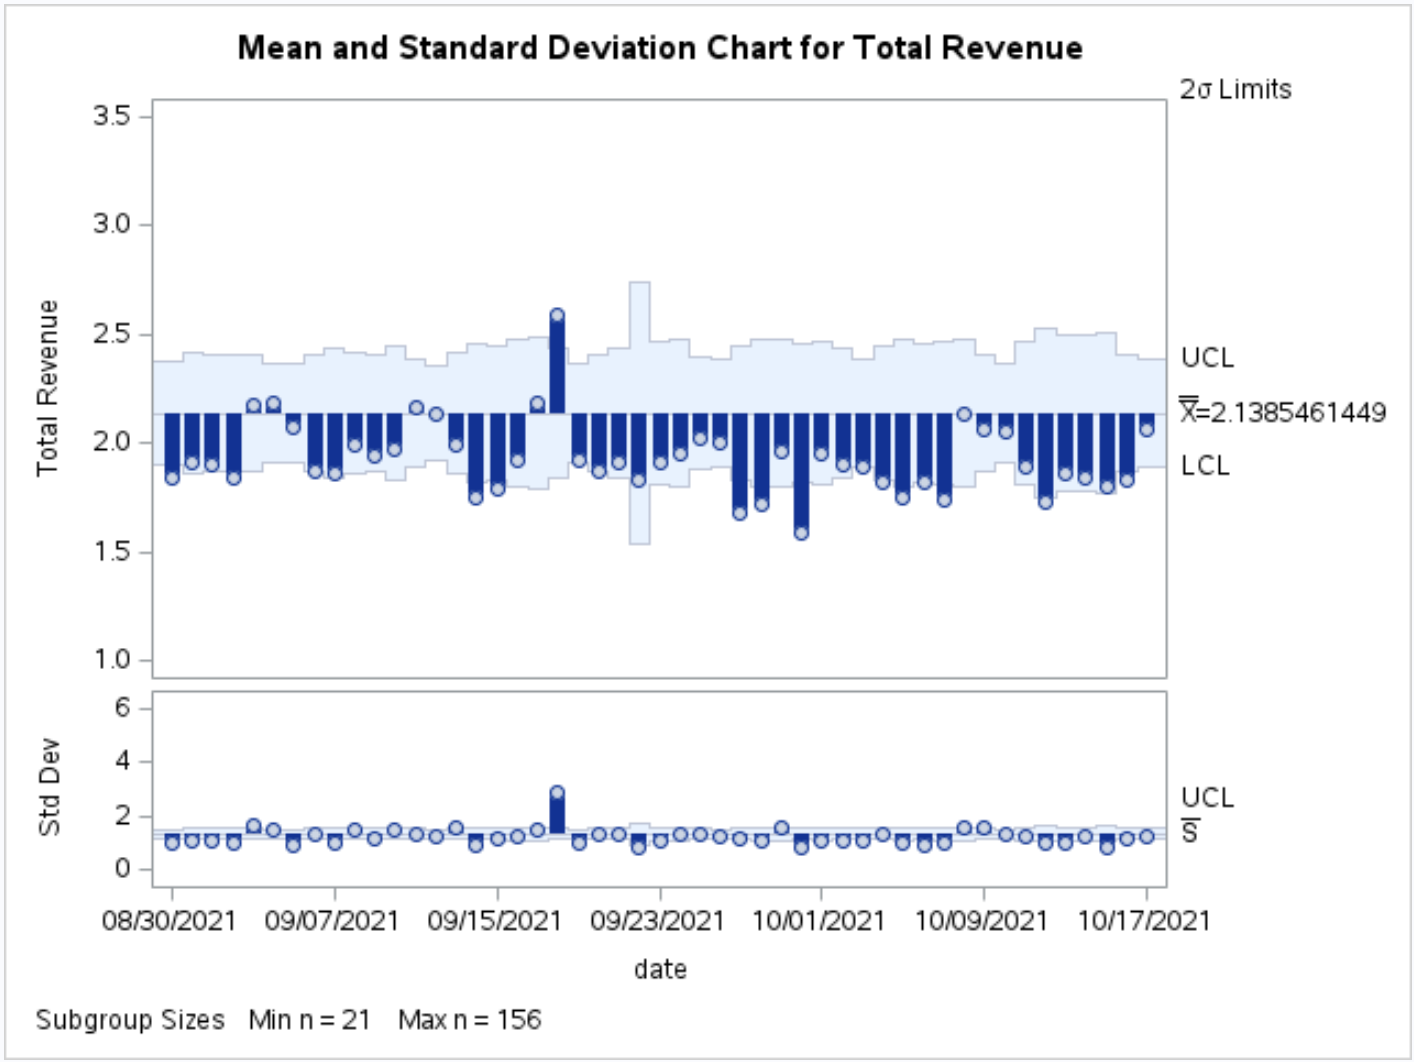 Mean and Standard Deviation Chart for Total Revenue
2σ Limits
3.5
3.0
2.5
2.0
1.5
1.0
Total Revenue
UCL
X̿=2.1385461449
LCL
6
4
2
0
Std Dev
UCL
S̅
08/30/2021 09/07/2021 09/15/2021 09/23/2021 10/01/2021 10/09/2021 10/17/2021
date
Subgroup Sizes Min n = 21 Max n = 156